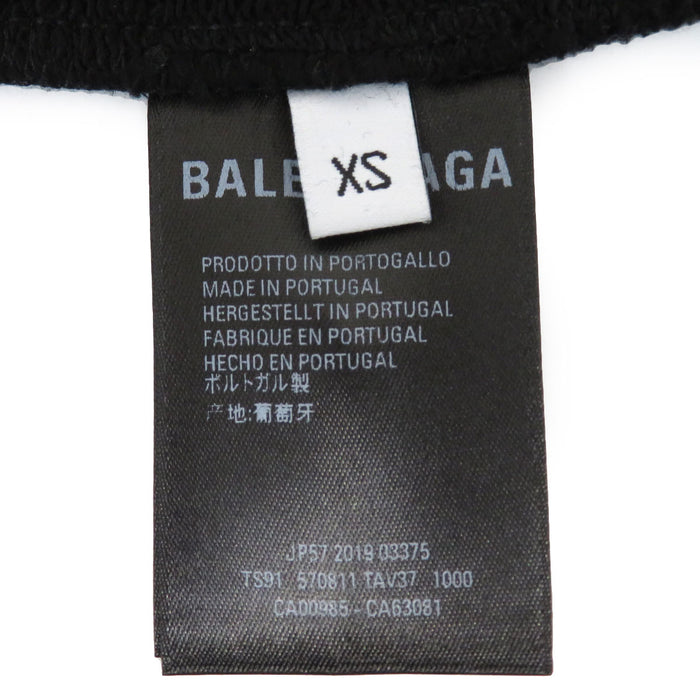 BALE AGA
XS
PRODOTTO IN PORTOGALLO
MADE IN PORTUGAL
HERGESTELLT IN PORTUGAL
FABRIQUE EN PORTUGAL
HECHO EN PORTUGAL
ポルトガル製
产地:葡萄牙
JP57 2019 03375
TS91 570811 TAV37 1000
CA00985 - CA63081